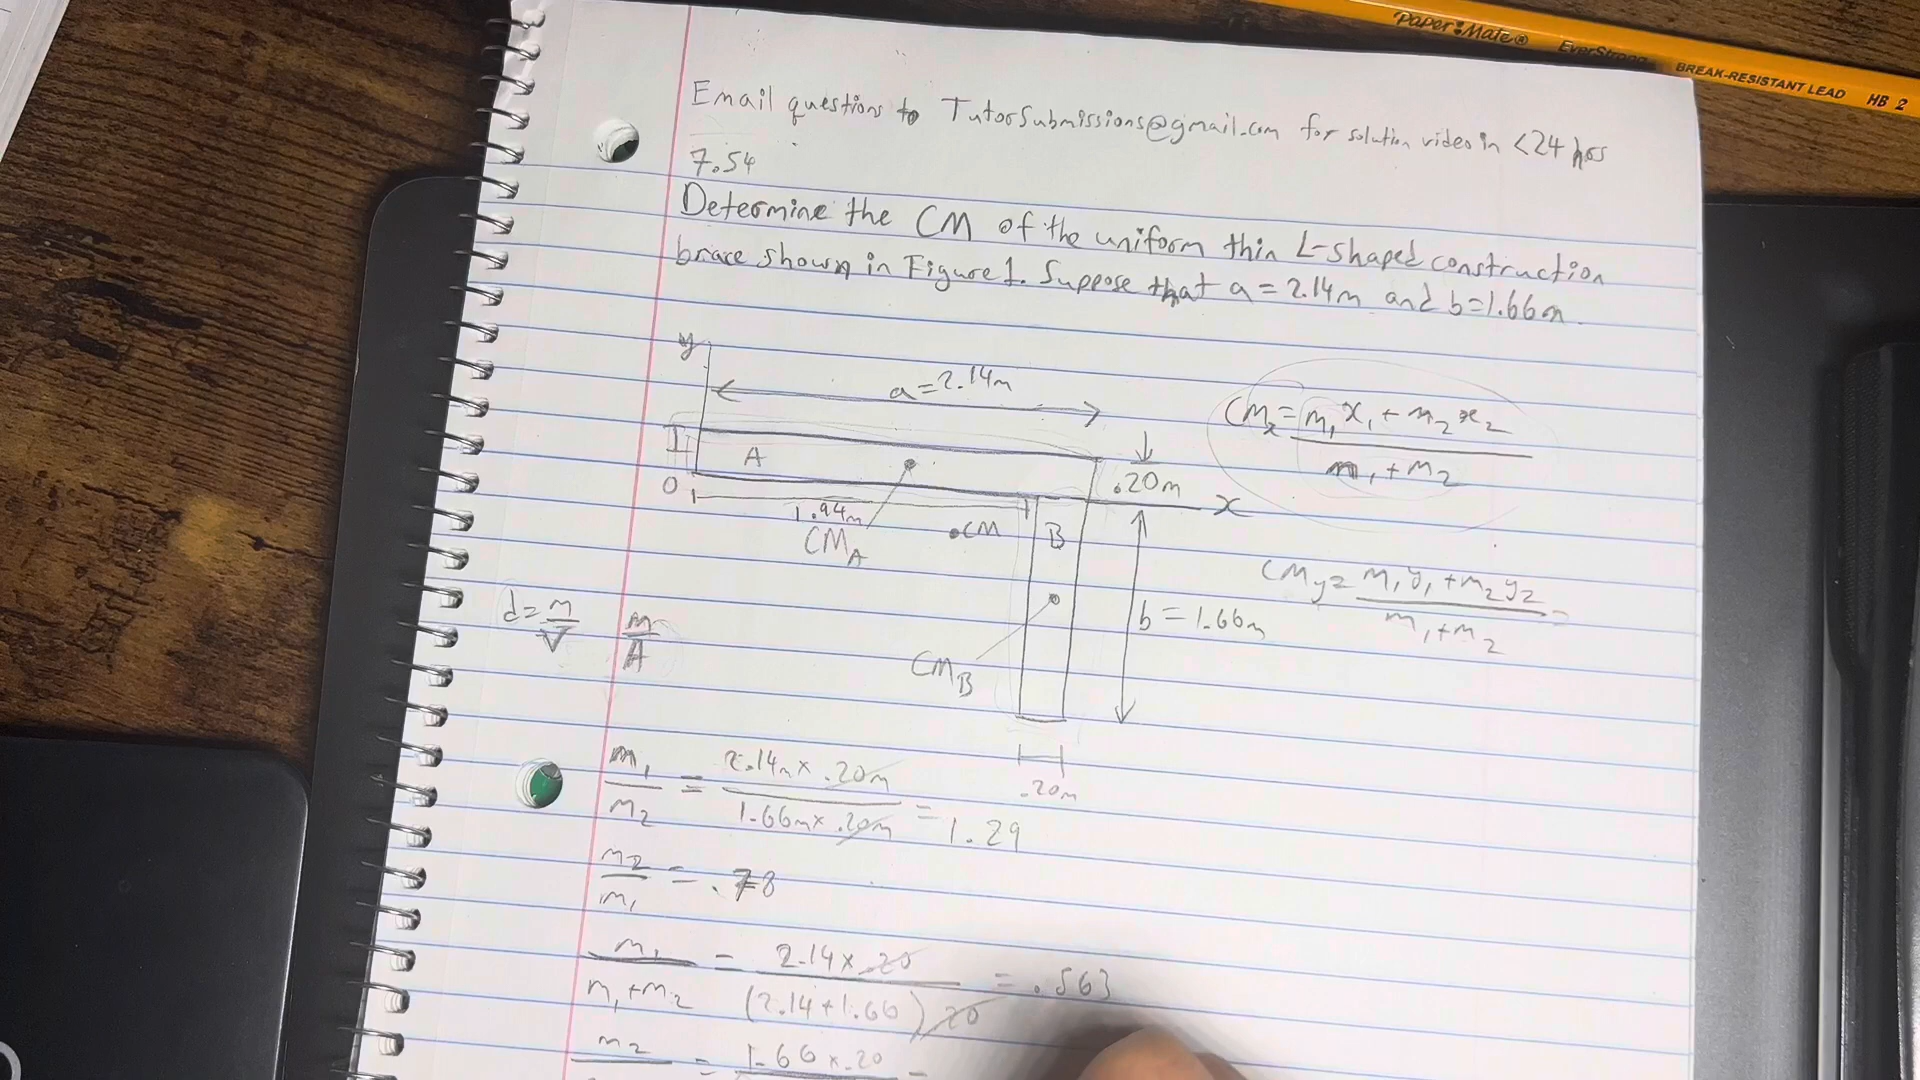 Paper Mate® EverStrong BREAK-RESISTANT LEAD HB 2
Email questions to TutorSubmissions@gmail.com for solution video in <24 hrs
7.54
Determine the CM of the uniform thin L-shaped construction
brace shown in Figure 1. Suppose that a = 2.14m and b = 1.66m.
y
a = 2.14m
CMx = m1x1 + m2x2
m1 + m2
A
O
.20m
x
1.94m
.CM
B
CMA
CMy = m1y1 + m2y2 =
m1 + m2
d = m
V
m
A
b = 1.66m
CMB
.20m
m1 = 2.14m x .20m = 1.29
m2 1.66m x .20m
m2 = .78
m1
m1 = 2.14 x .20 = .563
m1 + m2 (2.14 + 1.66) .20
m2 = 1.66 x .20 =